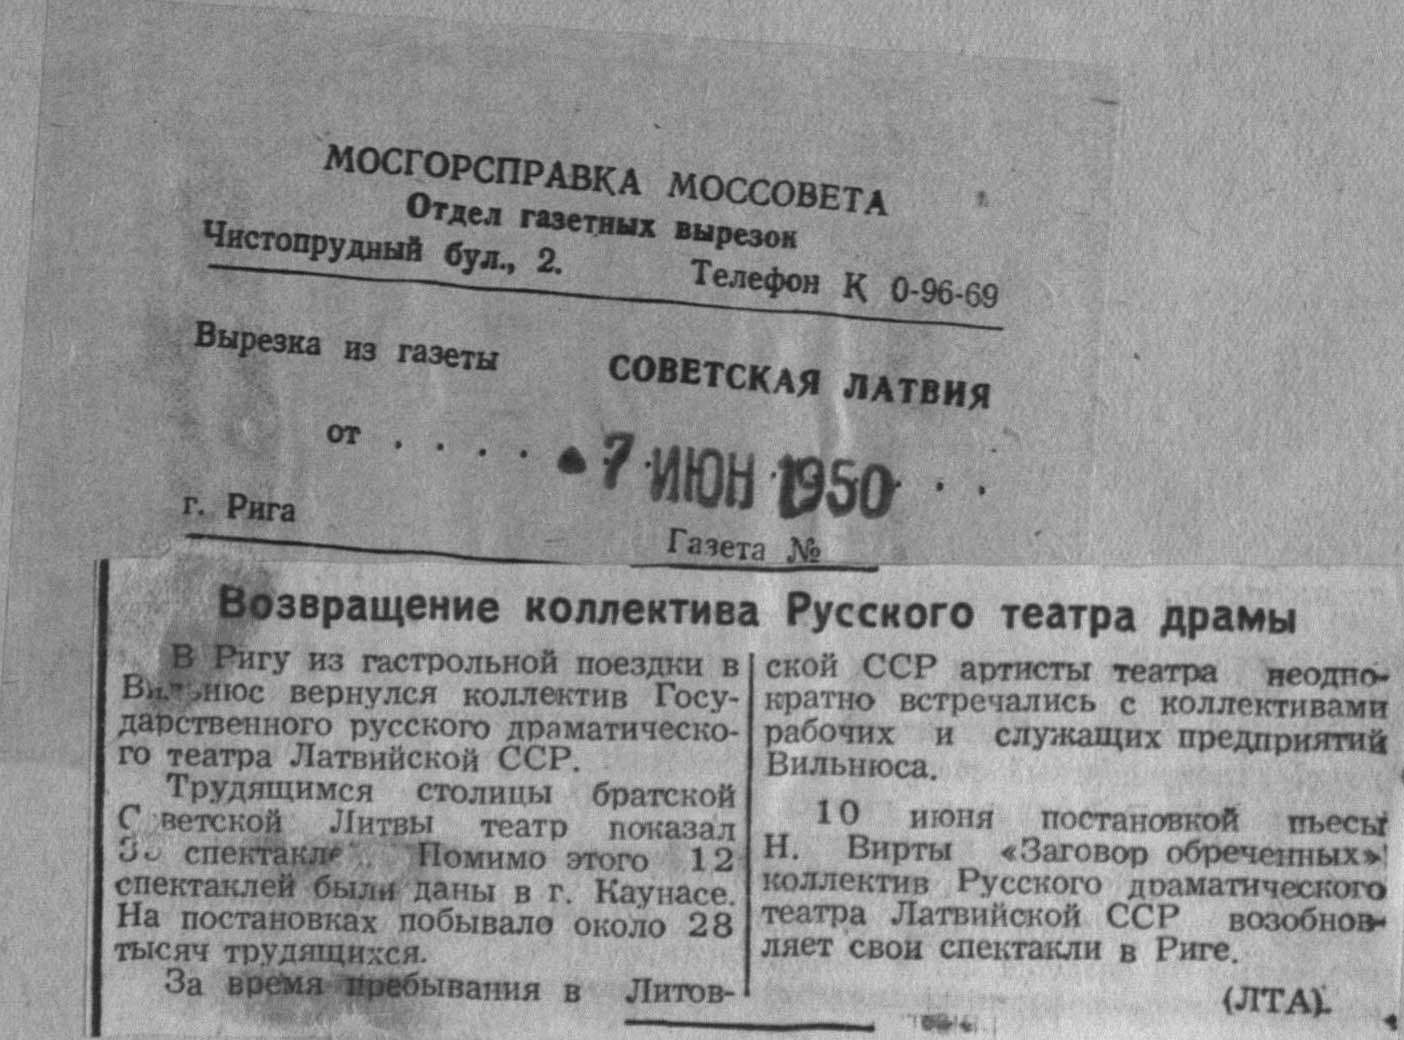 МОСГОРСПРАВКА МОССОВЕТА
Отдел газетных вырезок
Чистопрудный бул., 2. Телефон К 0-96-69
Вырезка из газеты СОВЕТСКАЯ ЛАТВИЯ
от . . . . 7 ИЮН 1950 . . .
г. Рига
Газета №
Возвращение коллектива Русского театра драмы
В Ригу из гастрольной поездки в
Вильнюс вернулся коллектив Госу-
дарственного русского драматическо-
го театра Латвийской ССР.
Трудящимся столицы братской
Советской Литвы театр показал
спектакле Помимо этого 12
спектаклей были даны в г. Каунасе.
На постановках побывало около 28
тысяч трудящихся.
За время пребывания в Литов-
ской ССР артисты театра неодно-
кратно встречались с коллективами
рабочих и служащих предприятий
Вильнюса.
10 июня постановкой пьесы
Н. Вирты «Заговор обреченных»
коллектив Русского драматического
театра Латвийской ССР возобнов-
ляет свои спектакли в Риге.
(ЛТА).